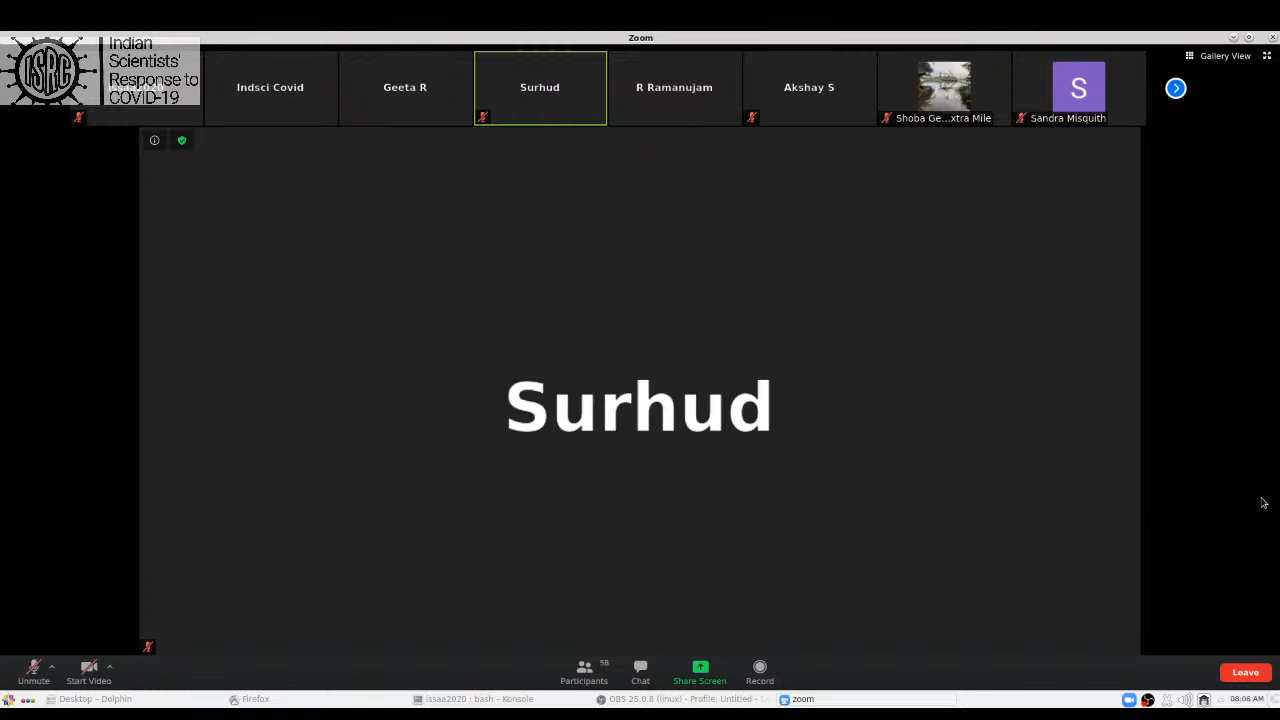 Zoom
Indian
Scientists'
Response to
COVID-19
ISRC
Indsci Covid
Geeta R
Surhud
R Ramanujam
Akshay S
S
Shoba Ge...xtra Mile
Sandra Misquith
Gallery View
Surhud
Unmute
Start Video
58
Participants
Chat
Share Screen
Record
Leave
Desktop – Dolphin
Firefox
issaa2020 : bash – Konsole
OBS 25.0.8 (linux) - Profile: Untitled - S
zoom
08:06 AM